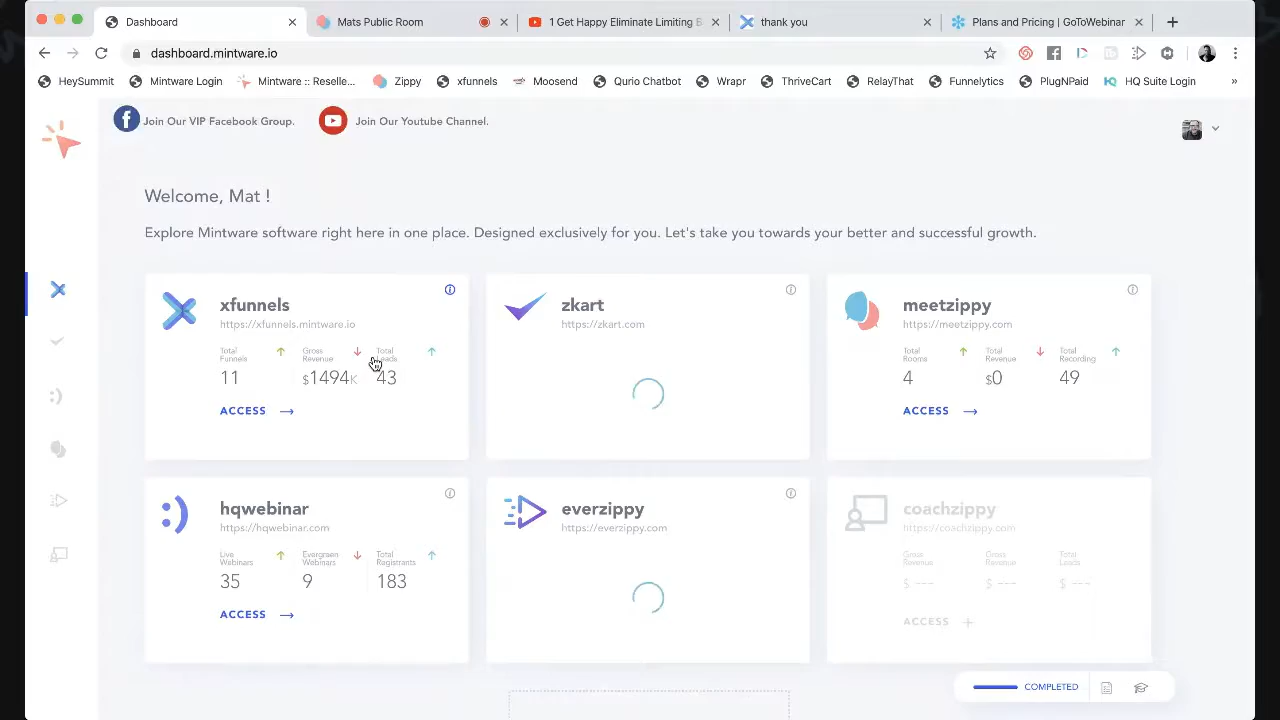 Dashboard
Mats Public Room
1 Get Happy Eliminate Limiting B
thank you
Plans and Pricing | GoToWebinar
dashboard.mintware.io
HeySummit
Mintware Login
Mintware :: Reselle...
Zippy
xfunnels
Moosend
Qurio Chatbot
Wrapr
ThriveCart
RelayThat
Funnelytics
PlugNPaid
HQ Suite Login
»
Join Our VIP Facebook Group.
Join Our Youtube Channel.
Welcome, Mat !
Explore Mintware software right here in one place. Designed exclusively for you. Let's take you towards your better and successful growth.
xfunnels
https://xfunnels.mintware.io
Total Funnels
Gross Revenue
Total Leads
11
$1494K
43
ACCESS →
zkart
https://zkart.com
meetzippy
https://meetzippy.com
Total Rooms
Total Revenue
Total Recording
4
$0
49
ACCESS →
hqwebinar
https://hqwebinar.com
Live Webinars
Evergreen Webinars
Total Registrants
35
9
183
ACCESS →
everzippy
https://everzippy.com
coachzippy
https://coachzippy.com
Gross Revenue
Gross Revenue
Total Leads
$ ---
$ ---
$ ---
ACCESS +
COMPLETED